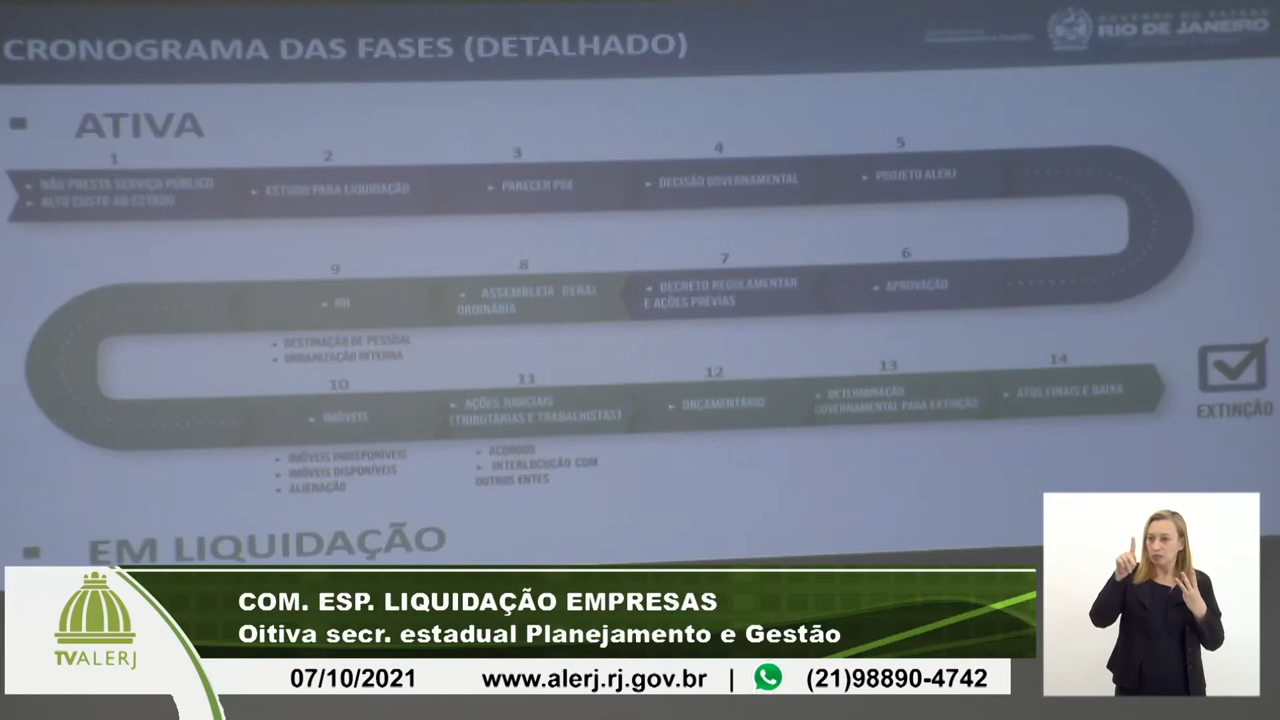 CRONOGRAMA DAS FASES (DETALHADO)
GOVERNO DO ESTADO
RIO DE JANEIRO
ATIVA
1
2
3
4
5
NÃO PRESTA SERVIÇO PÚBLICO
ALTO CUSTO AO ESTADO
ESTUDO PARA LIQUIDAÇÃO
PARECER PGE
DECISÃO GOVERNAMENTAL
PROJETO ALERJ
9
8
7
6
RH
ASSEMBLEIA GERAL
ORDINÁRIA
DECRETO REGULAMENTAR
E AÇÕES PRÉVIAS
APROVAÇÃO
DESTINAÇÃO DE PESSOAL
ORGANIZAÇÃO INTERNA
10
11
12
13
14
IMÓVEIS
AÇÕES JUDICIAIS
(TRIBUTÁRIAS E TRABALHISTAS)
ORÇAMENTÁRIO
DETERMINAÇÃO
GOVERNAMENTAL PARA EXTINÇÃO
ATOS FINAIS E BAIXA
EXTINÇÃO
IMÓVEIS INDISPONÍVEIS
IMÓVEIS DISPONÍVEIS
ALIENAÇÃO
ACORDOS
INTERLOCUÇÃO COM
OUTROS ENTES
EM LIQUIDAÇÃO
TVALERJ
COM. ESP. LIQUIDAÇÃO EMPRESAS
Oitiva secr. estadual Planejamento e Gestão
07/10/2021 www.alerj.rj.gov.br | (21)98890-4742